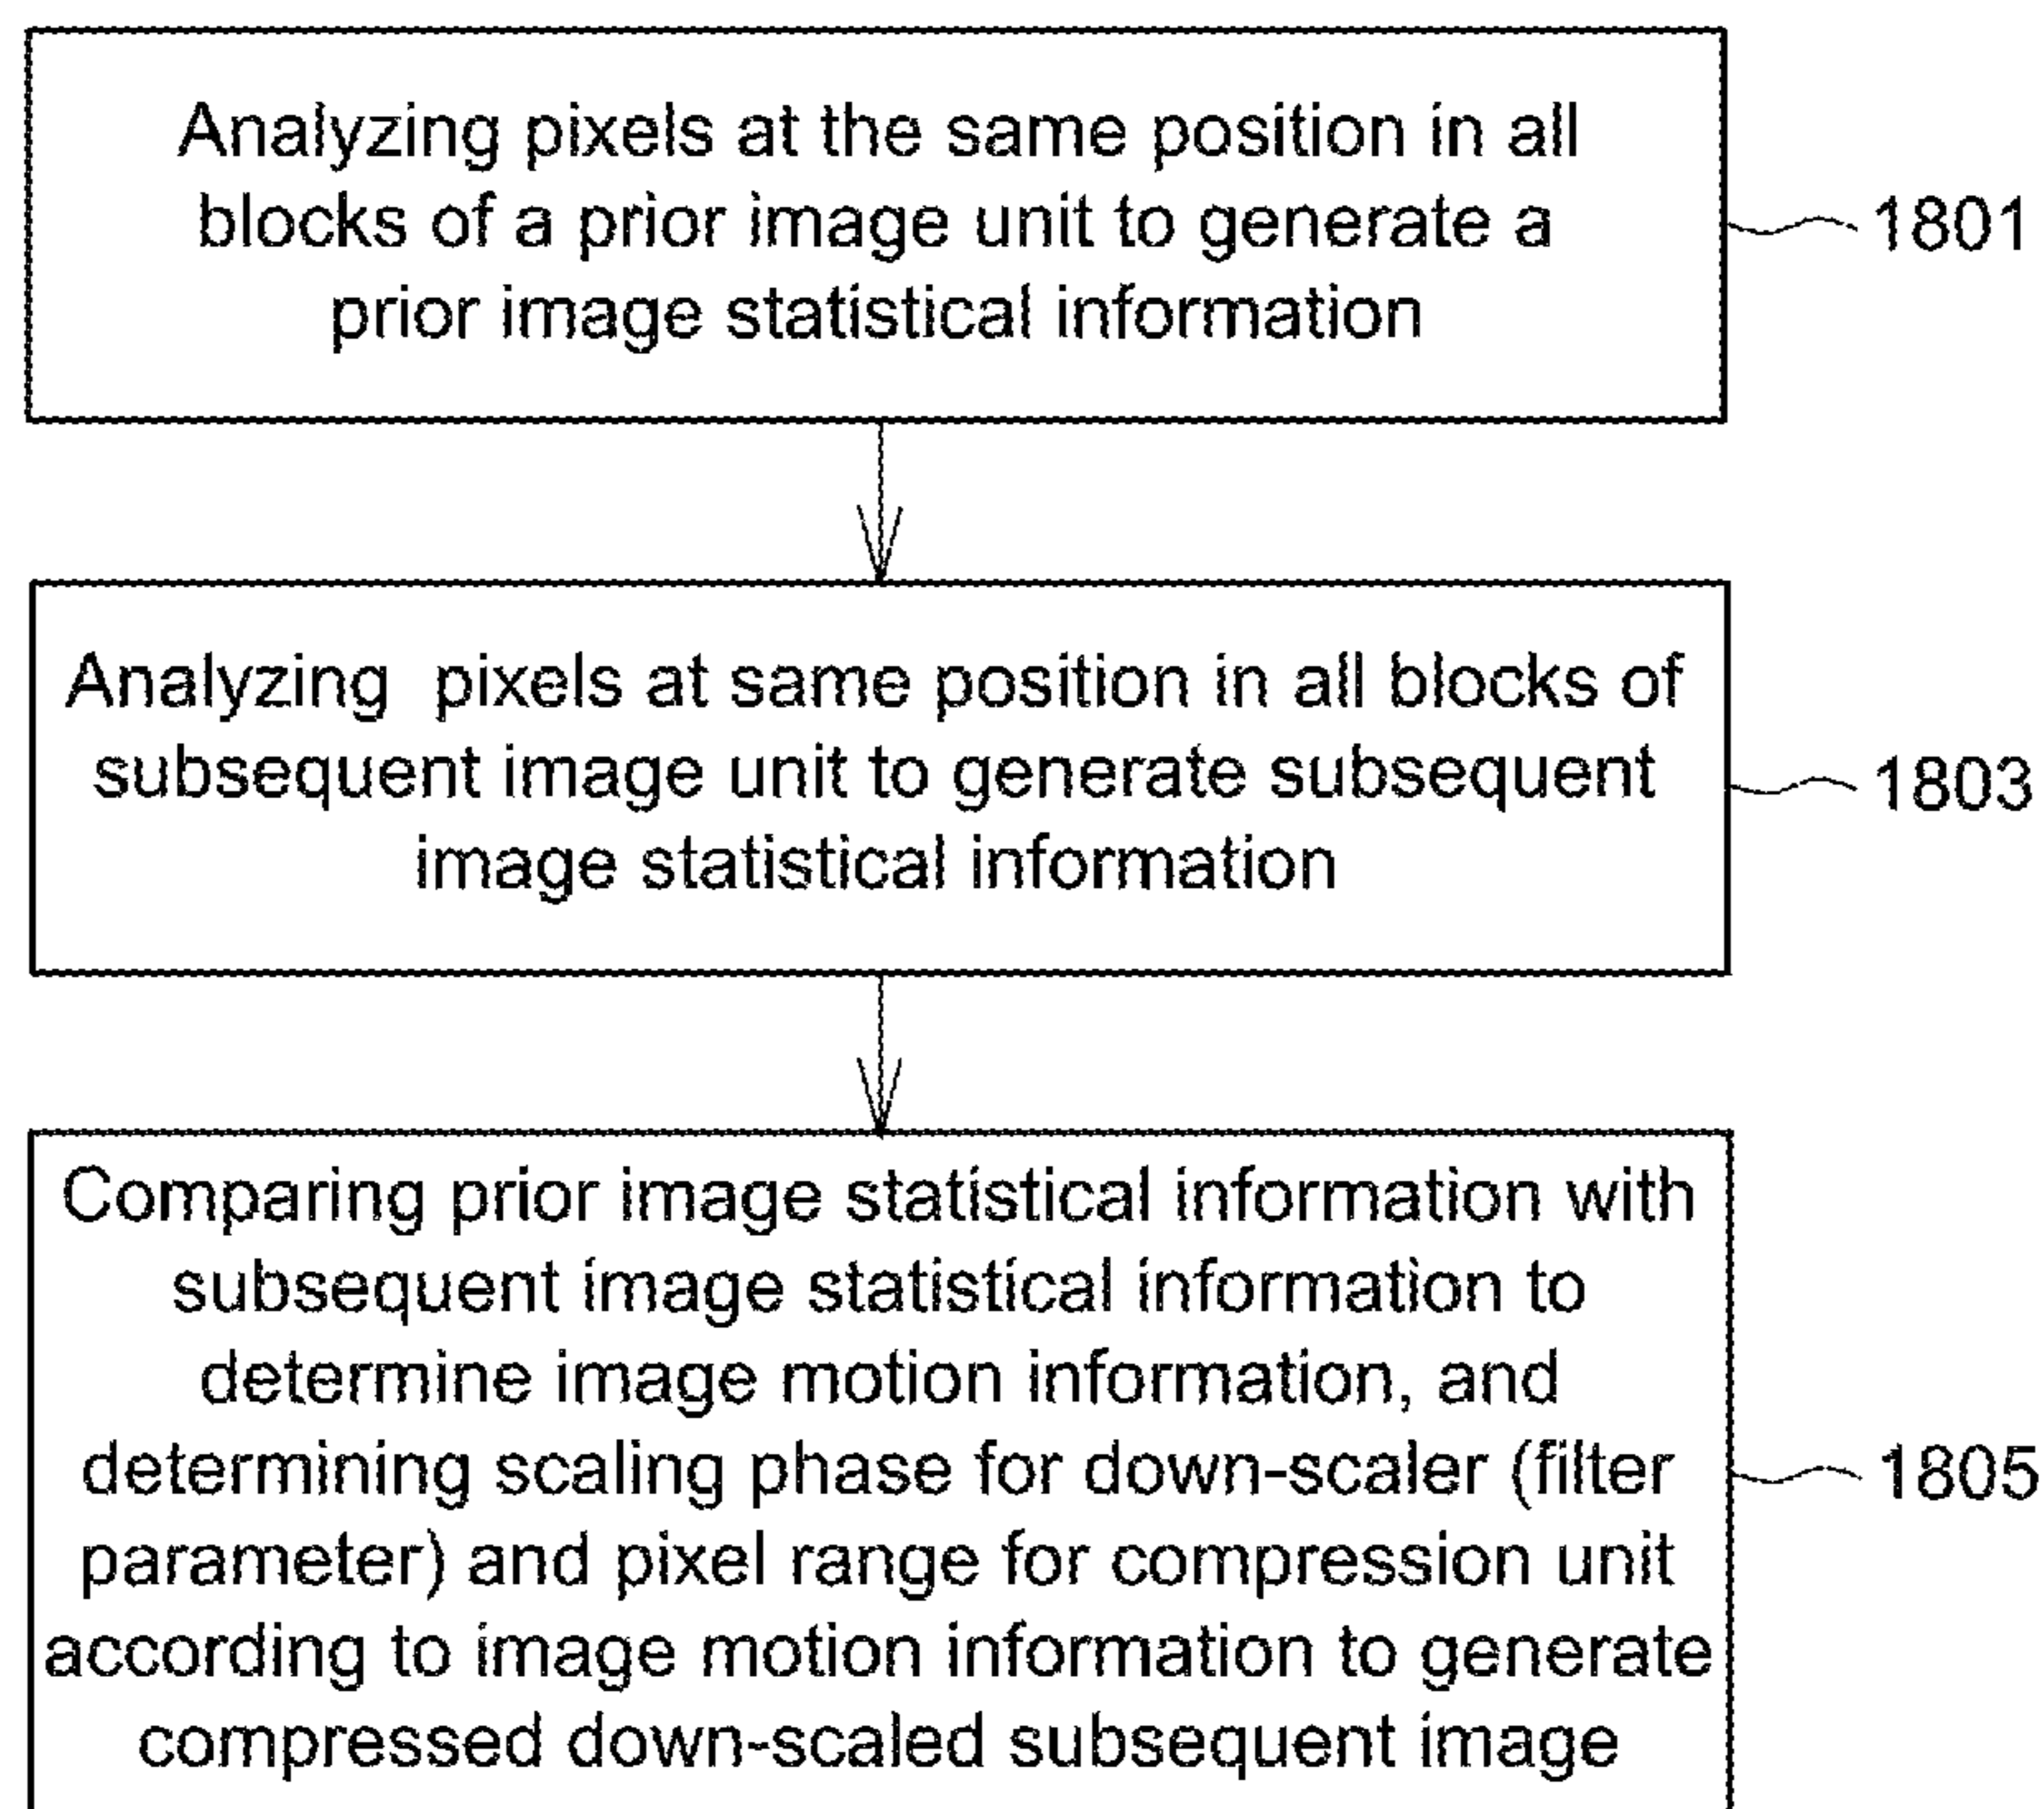 Analyzing pixels at the same position in all
blocks of a prior image unit to generate a
prior image statistical information
1801
Analyzing pixels at same position in all blocks of
subsequent image unit to generate subsequent
image statistical information
1803
Comparing prior image statistical information with
subsequent image statistical information to
determine image motion information, and
determining scaling phase for down-scaler (filter
parameter) and pixel range for compression unit
according to image motion information to generate
compressed down-scaled subsequent image
1805